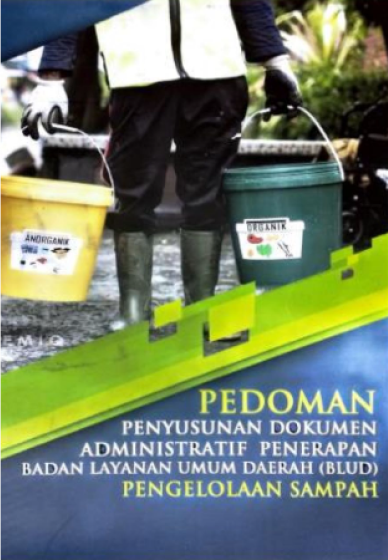 ANORGANIK
ORGANIK
PEDOMAN
PENYUSUNAN DOKUMEN
ADMINISTRATIF PENERAPAN
BADAN LAYANAN UMUM DAERAH (BLUD)
PENGELOLAAN SAMPAH